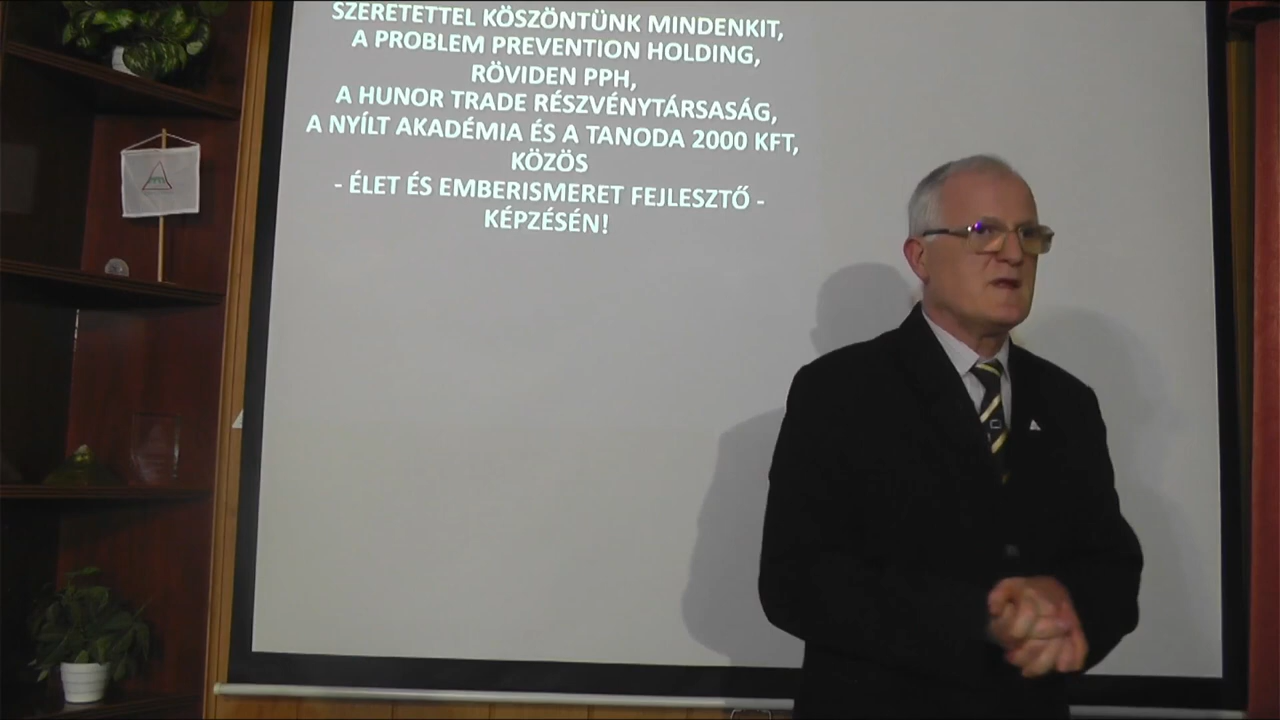 SZERETETTEL KÖSZÖNTÜNK MINDENKIT,
A PROBLEM PREVENTION HOLDING,
RÖVIDEN PPH,
A HUNOR TRADE RÉSZVÉNYTÁRSASÁG,
A NYÍLT AKADÉMIA ÉS A TANODA 2000 KFT,
KÖZÖS
- ÉLET ÉS EMBERISMERET FEJLESZTŐ -
KÉPZÉSÉN!